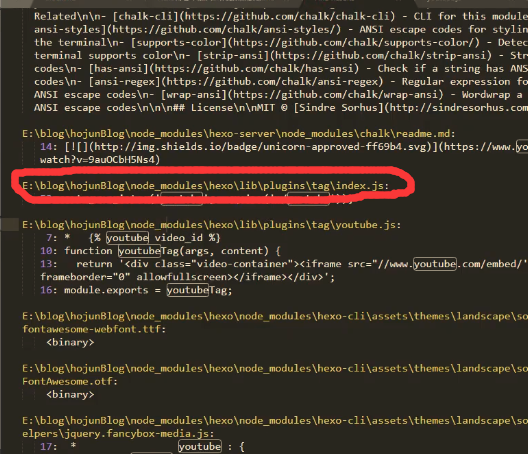 Related\n\n- [chalk-cli](https://github.com/chalk/chalk-cli) - CLI for this modul
ansi-styles](https://github.com/chalk/ansi-styles/) - ANSI escape codes for stylin
the terminal\n- [supports-color](https://github.com/chalk/supports-color/) - Detec
terminal supports color\n- [strip-ansi](https://github.com/chalk/strip-ansi) - Str
codes\n- [has-ansi](https://github.com/chalk/has-ansi) - Check if a string has ANS
codes\n- [ansi-regex](https://github.com/chalk/ansi-regex) - Regular expression fo
ANSI escape codes\n- [wrap-ansi](https://github.com/chalk/wrap-ansi) - Wordwrap a
ANSI escape codes\n\n\n## License\n\nMIT © [Sindre Sorhus](http://sindresorhus.com
E:\blog\hojunBlog\node_modules\hexo-server\node_modules\chalk\readme.md:
14: [![](http://img.shields.io/badge/unicorn-approved-ff69b4.svg)](https://www.yo
watch?v=9auOCbH5Ns4)
E:\blog\hojunBlog\node_modules\hexo\lib\plugins\tag\index.js:
E:\blog\hojunBlog\node_modules\hexo\lib\plugins\tag\youtube.js:
7: * {% youtube video_id %}
10: function youtubeTag(args, content) {
13: return '<div class="video-container"><iframe src="//www.youtube.com/embed/'
frameborder="0" allowfullscreen></iframe></div>';
16: module.exports = youtubeTag;
E:\blog\hojunBlog\node_modules\hexo\node_modules\hexo-cli\assets\themes\landscape\so
fontawesome-webfont.ttf:
<binary>
E:\blog\hojunBlog\node_modules\hexo\node_modules\hexo-cli\assets\themes\landscape\so
FontAwesome.otf:
<binary>
E:\blog\hojunBlog\node_modules\hexo\node_modules\hexo-cli\assets\themes\landscape\so
elpers\jquery.fancybox-media.js:
17: * youtube : {